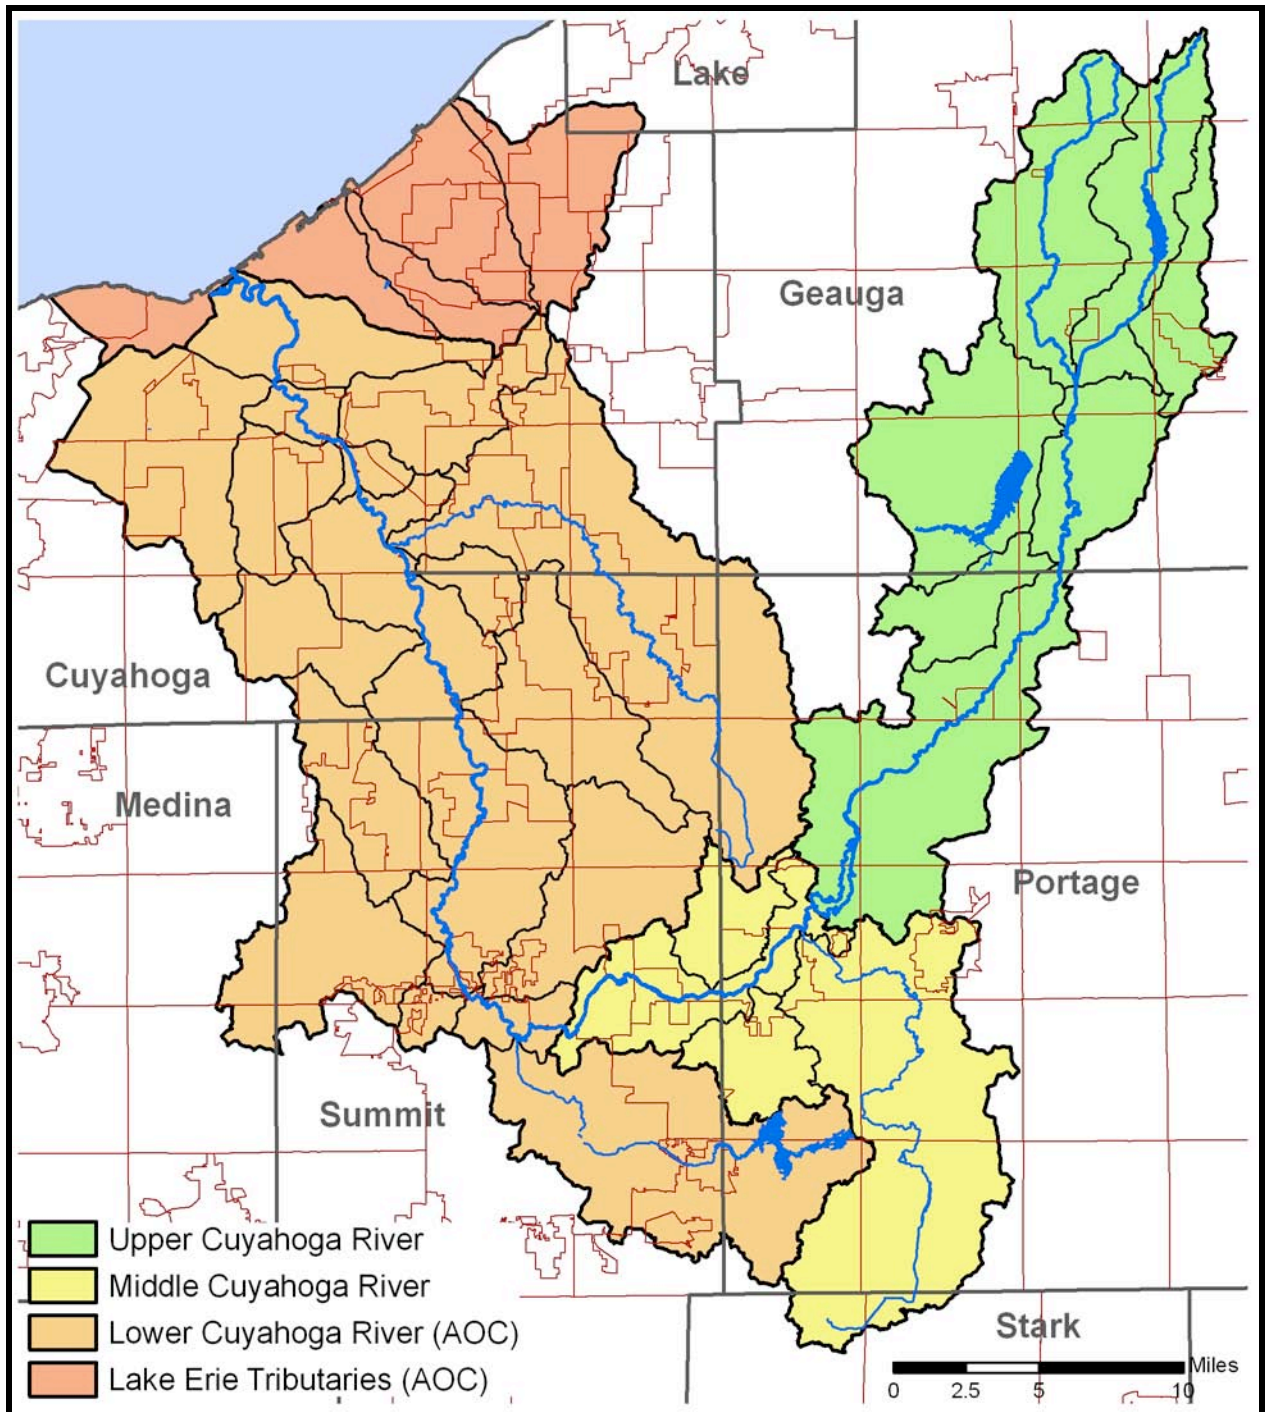 Lake
Geauga
Cuyahoga
Medina
Portage
Summit
Upper Cuyahoga River
Middle Cuyahoga River
Lower Cuyahoga River (AOC)
Lake Erie Tributaries (AOC)
Stark
Miles
0 2.5 5 10